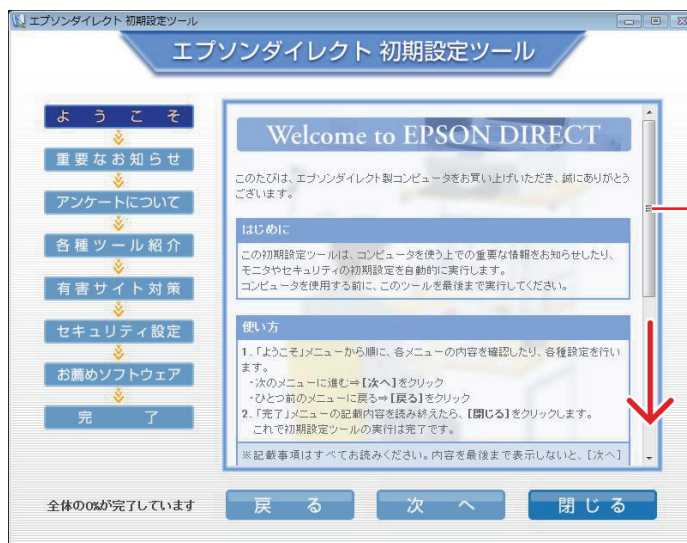 エプソンダイレクト 初期設定ツール
エプソンダイレクト 初期設定ツール
ようこそ
重要なお知らせ
アンケートについて
各種ツール紹介
有害サイト対策
セキュリティ設定
お薦めソフトウェア
完了
Welcome to EPSON DIRECT
このたびは、エプソンダイレクト製コンピュータをお買い上げいただき、誠にありがとう
ございます。
はじめに
この初期設定ツールは、コンピュータを使う上での重要な情報をお知らせしたり、
モニタやセキュリティの初期設定を自動的に実行します。
コンピュータを使用する前に、このツールを最後まで実行してください。
使い方
1.「ようこそ」メニューから順に、各メニューの内容を確認したり、各種設定を行い
ます。
・次のメニューに進む⇒[次へ]をクリック
・ひとつ前のメニューに戻る⇒[戻る]をクリック
2.「完了」メニューの記載内容を読み終えたら、[閉じる]をクリックします。
これで初期設定ツールの実行は完了です。
※記載事項はすべてお読みください。内容を最後まで表示しないと、[次へ]
全体の0%が完了しています
戻る
次へ
閉じる